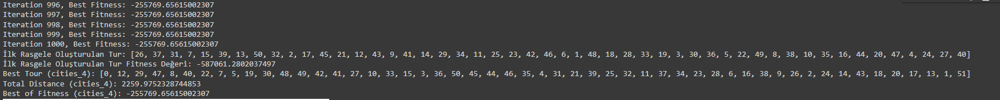 Iteration 996, Best Fitness: -255769.65615002307
Iteration 997, Best Fitness: -255769.65615002307
Iteration 998, Best Fitness: -255769.65615002307
Iteration 999, Best Fitness: -255769.65615002307
Iteration 1000, Best Fitness: -255769.65615002307
İlk Rasgele Oluşturulan Tur: [26, 37, 31, 7, 15, 39, 13, 50, 32, 2, 17, 45, 21, 12, 43, 9, 41, 14, 29, 34, 11, 25, 23, 42, 46, 6, 1, 48, 18, 28, 33, 19, 3, 30, 36, 5, 22, 49, 8, 38, 10, 35, 16, 44, 20, 47, 4, 24, 27, 40]
İlk Rasgele Oluşturulan Tur Fitness Değeri: -587061.2802037497
Best Tour (cities_4): [0, 12, 29, 47, 8, 40, 22, 7, 5, 19, 30, 48, 49, 42, 41, 27, 10, 33, 15, 3, 36, 50, 45, 44, 46, 35, 4, 31, 21, 39, 25, 32, 11, 37, 34, 23, 28, 6, 16, 38, 9, 26, 2, 24, 14, 43, 18, 20, 17, 13, 1, 51]
Total Distance (cities_4): 2259.9752328744853
Best of Fitness (cities_4): -255769.65615002307